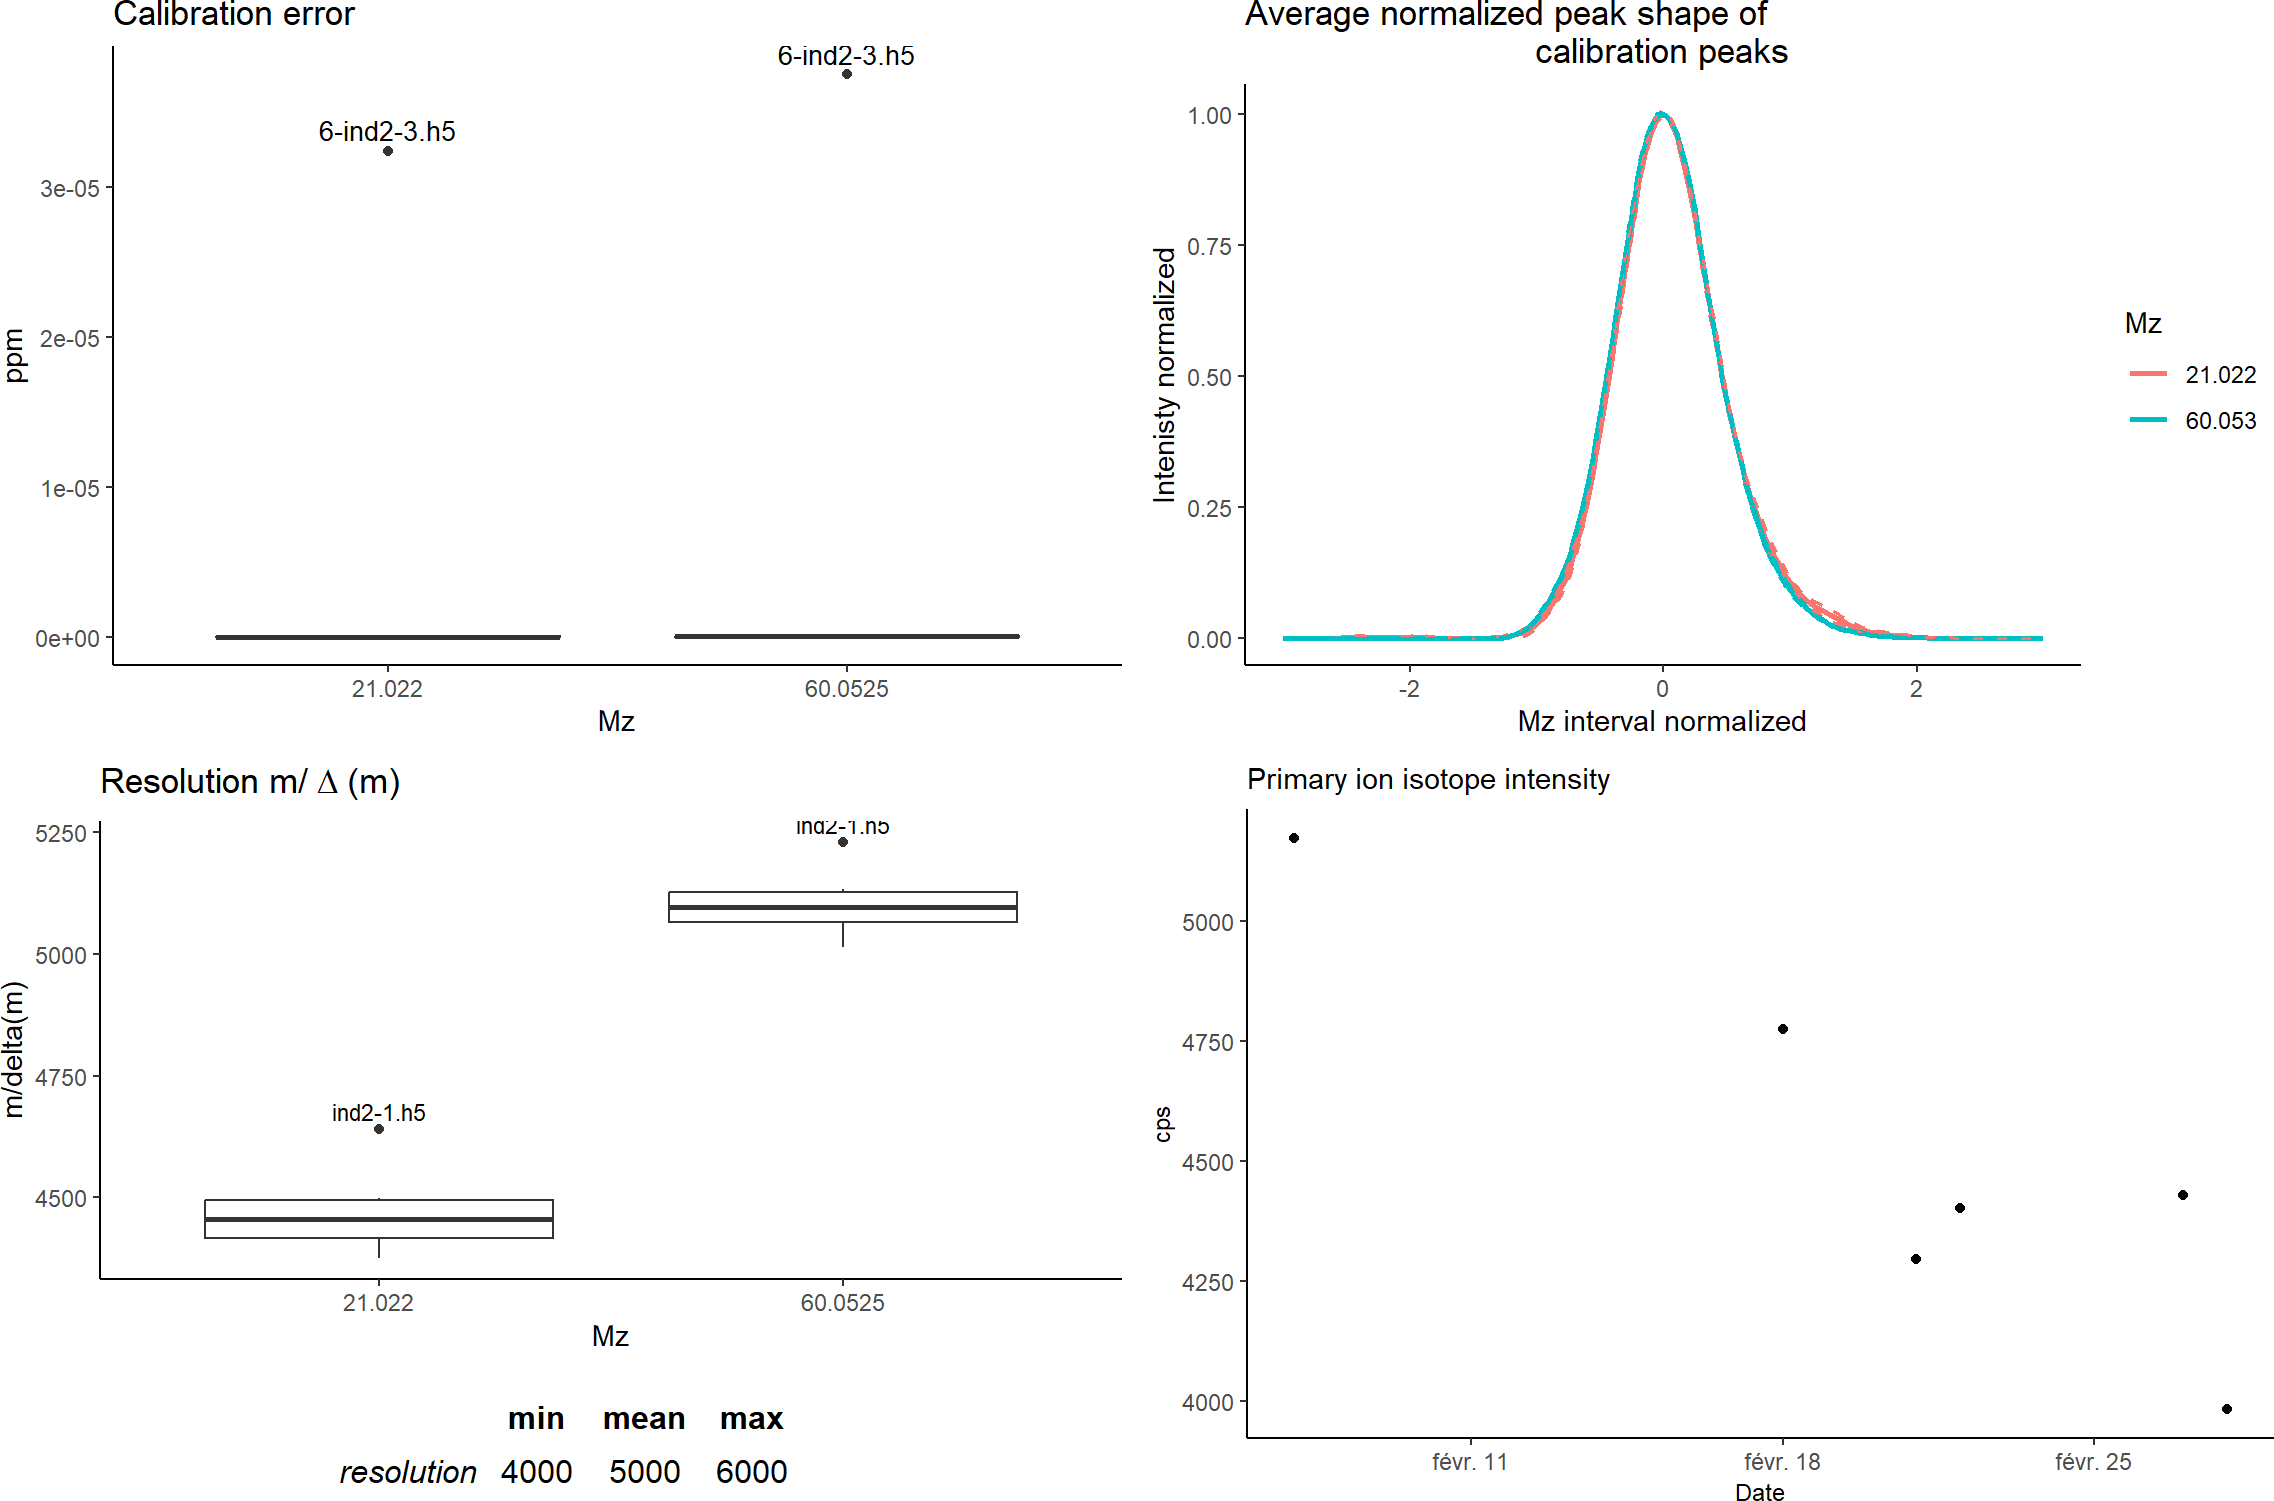 Calibration error
6-ind2-3.h5
6-ind2-3.h5
3e-05
2e-05
1e-05
0e+00
ppm
21.022
60.0525
Mz
Average normalized peak shape of
calibration peaks
1.00
0.75
0.50
0.25
0.00
Intenisty normalized
-2
0
2
Mz interval normalized
Mz
21.022
60.053
Resolution m/ Δ (m)
ind2-1.h5
ind2-1.h5
5250
5000
4750
4500
m/delta(m)
21.022
60.0525
Mz
min mean max
resolution 4000 5000 6000
Primary ion isotope intensity
5000
4750
4500
4250
4000
cps
févr. 11
févr. 18
févr. 25
Date